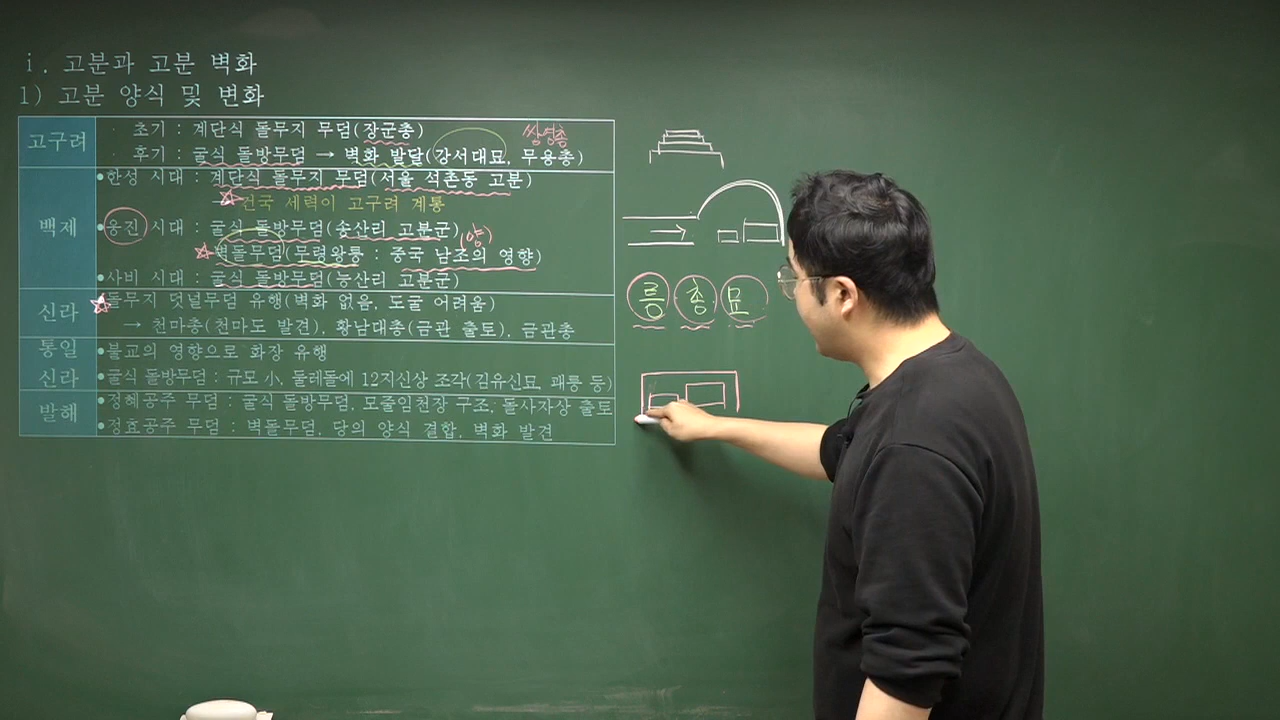 i. 고분과 고분 벽화
1) 고분 양식 및 변화
고구려
· 초기 : 계단식 돌무지 무덤(장군총)
쌍영총
· 후기 : 굴식 돌방무덤 → 벽화 발달(강서대묘, 무용총)
백제
•한성 시대 : 계단식 돌무지 무덤(서울 석촌동 고분)
☆건국 세력이 고구려 계통
•웅진 시대 : 굴식 돌방무덤(송산리 고분군)
(양)
☆벽돌무덤(무령왕릉 : 중국 남조의 영향)
•사비 시대 : 굴식 돌방무덤(능산리 고분군)
신라
☆돌무지 덧널무덤 유행(벽화 없음, 도굴 어려움)
→ 천마총(천마도 발견), 황남대총(금관 출토), 금관총
통일 신라
•불교의 영향으로 화장 유행
•굴식 돌방무덤 : 규모 小, 둘레돌에 12지신상 조각(김유신묘, 괘릉 등)
발해
•정혜공주 무덤 : 굴식 돌방무덤, 모줄임천장 구조, 돌사자상 출토
•정효공주 무덤 : 벽돌무덤, 당의 양식 결합, 벽화 발견
릉 총 묘